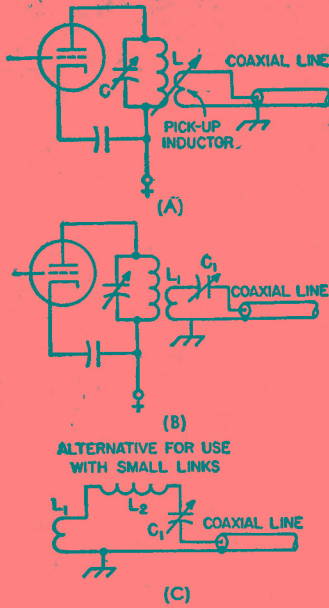 C
L
COAXIAL LINE
PICK-UP
INDUCTOR
+
(A)
L1
C1
COAXIAL LINE
+
(B)
ALTERNATIVE FOR USE
WITH SMALL LINKS
L1
L2
C1
COAXIAL LINE
(C)